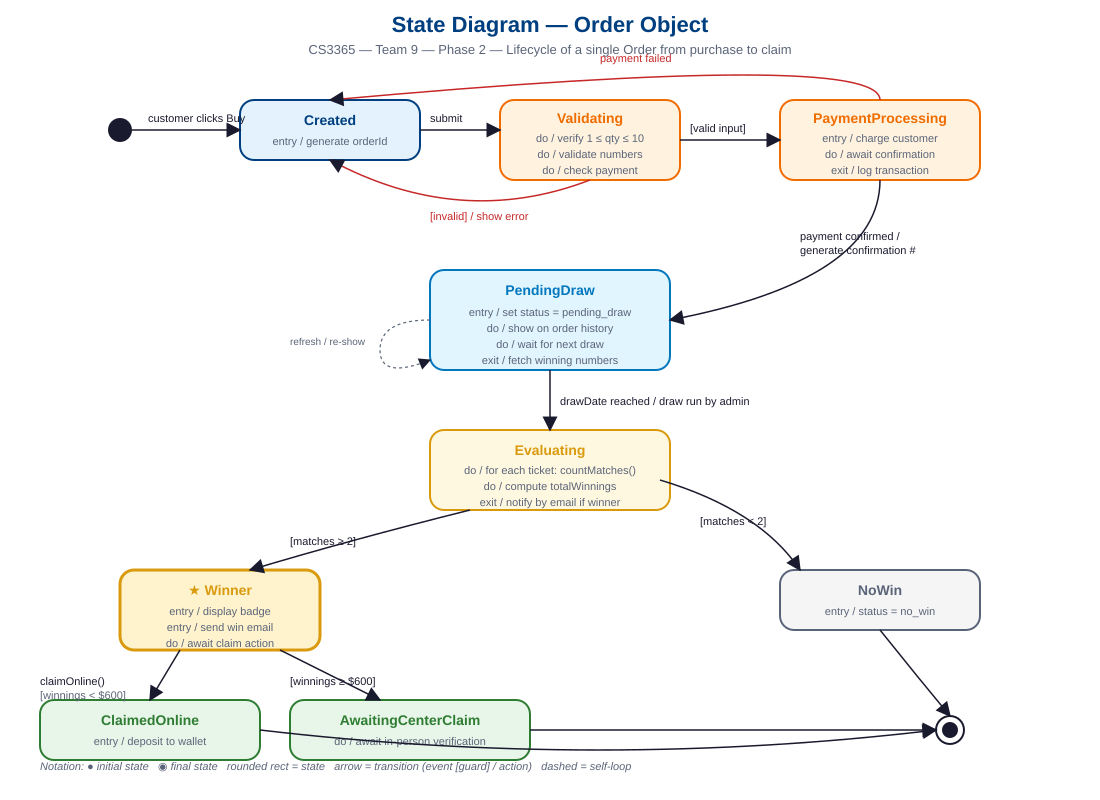 State Diagram — Order Object
CS3365 — Team 9 — Phase 2 — Lifecycle of a single Order from purchase to claim
payment failed
customer clicks Buy
Created
entry / generate orderId
submit
Validating
do / verify 1 ≤ qty ≤ 10
do / validate numbers
do / check payment
[valid input]
PaymentProcessing
entry / charge customer
do / await confirmation
exit / log transaction
[invalid] / show error
payment confirmed /
generate confirmation #
PendingDraw
entry / set status = pending_draw
do / show on order history
do / wait for next draw
exit / fetch winning numbers
refresh / re-show
drawDate reached / draw run by admin
Evaluating
do / for each ticket: countMatches()
do / compute totalWinnings
exit / notify by email if winner
[matches ≥ 2]
[matches < 2]
★ Winner
entry / display badge
entry / send win email
do / await claim action
NoWin
entry / status = no_win
claimOnline()
[winnings < $600]
[winnings ≥ $600]
ClaimedOnline
entry / deposit to wallet
AwaitingCenterClaim
do / await in-person verification
Notation: ● initial state ◉ final state rounded rect = state arrow = transition (event [guard] / action) dashed = self-loop